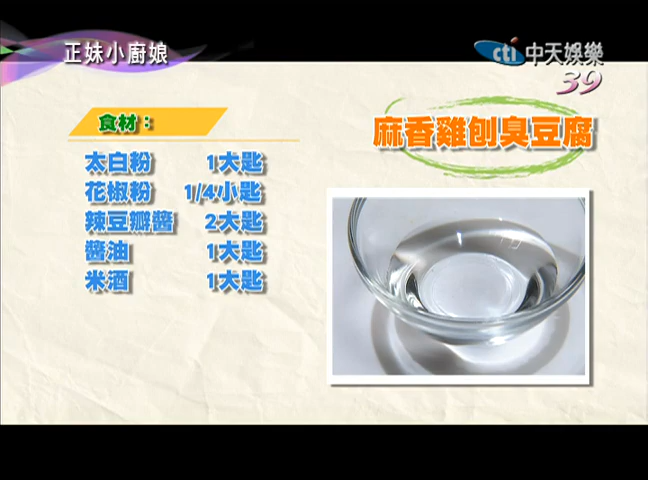 正妹小廚娘
cti 中天娛樂
39
食材：
麻香雞刨臭豆腐
太白粉 1大匙
花椒粉 1/4小匙
辣豆瓣醬 2大匙
醬油 1大匙
米酒 1大匙